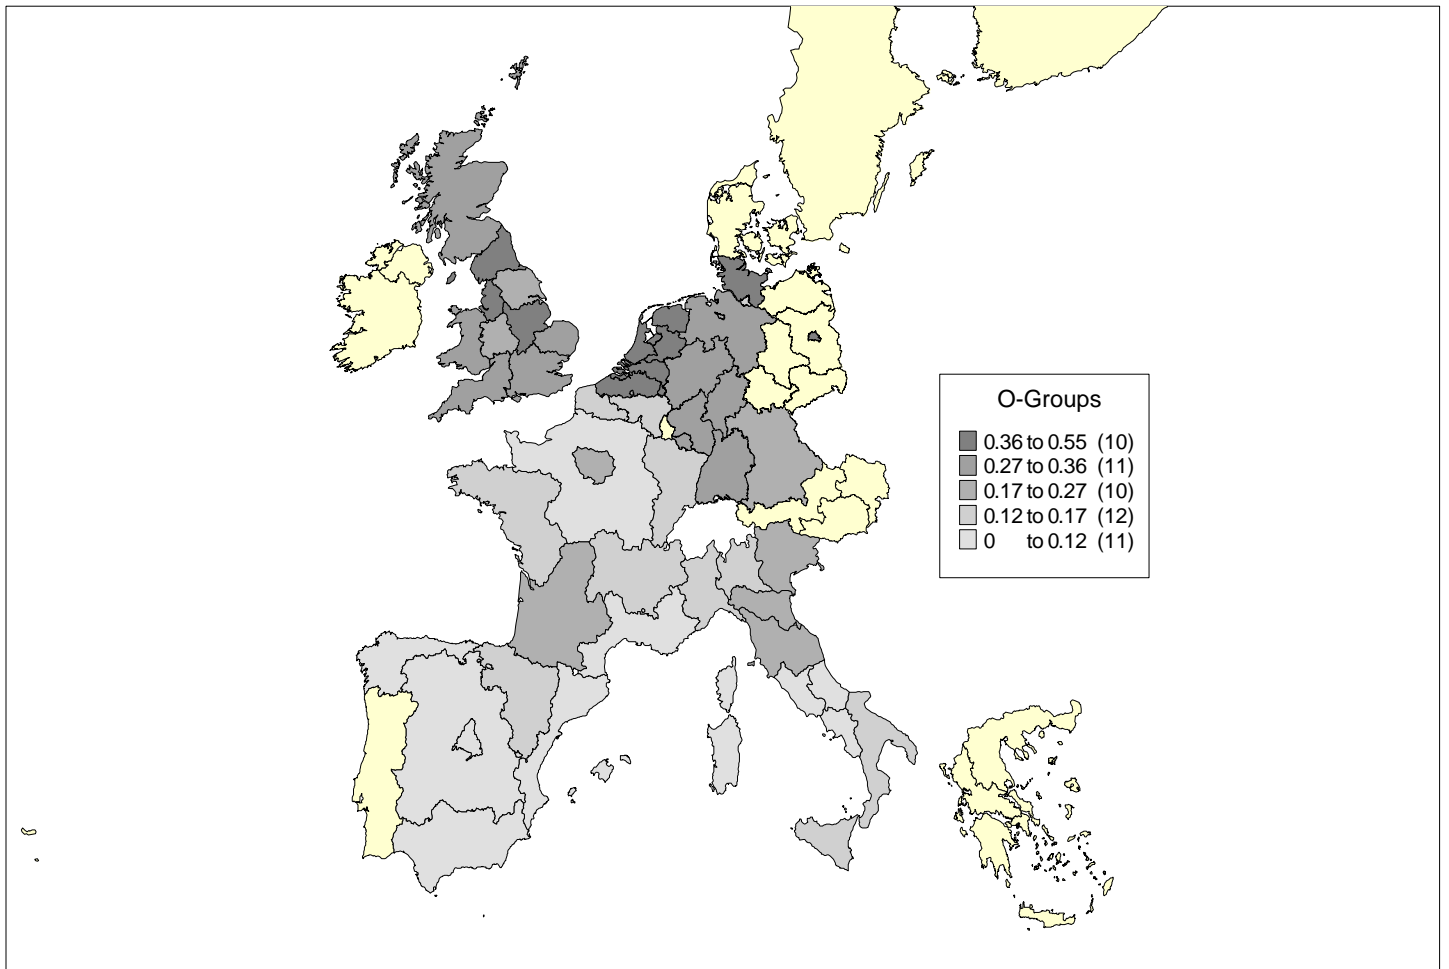 O-Groups
0.36 to 0.55 (10)
0.27 to 0.36 (11)
0.17 to 0.27 (10)
0.12 to 0.17 (12)
0 to 0.12 (11)